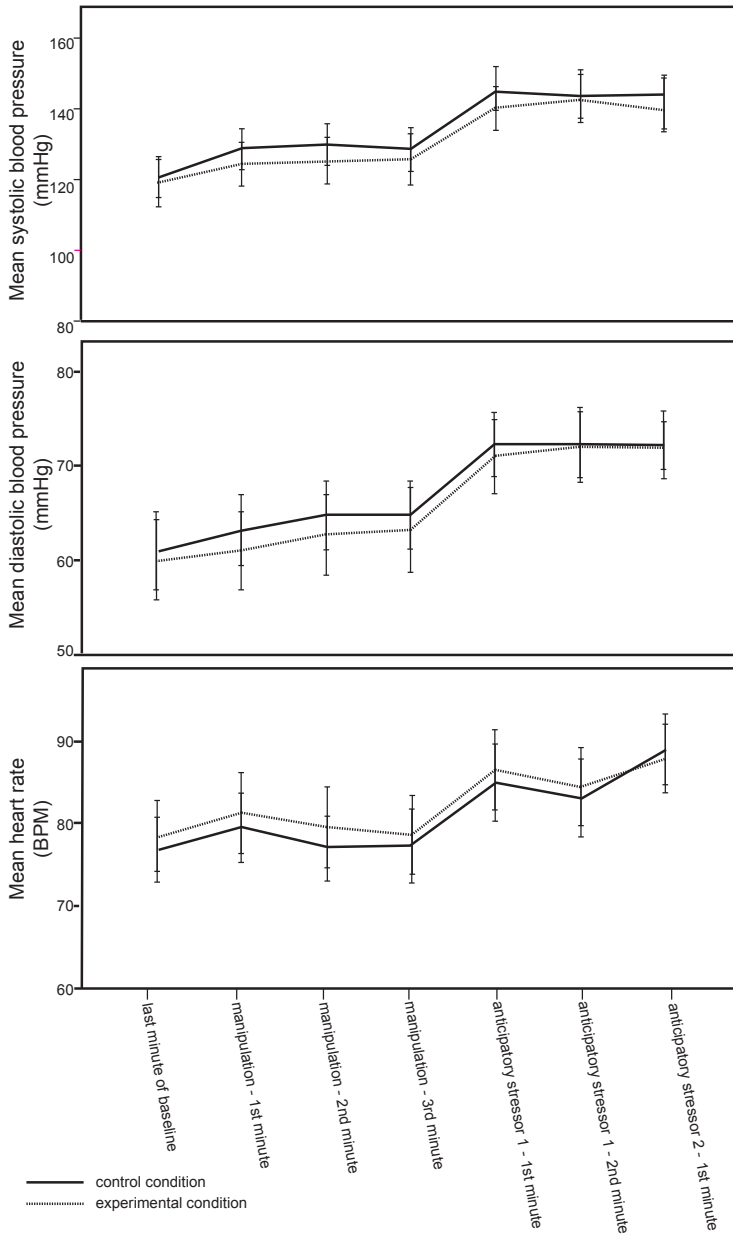 Mean systolic blood pressure
(mmHg)
160
140
120
100
80
Mean diastolic blood pressure
(mmHg)
80
70
60
50
Mean heart rate
(BPM)
90
80
70
60
last minute of baseline
manipulation - 1st minute
manipulation - 2nd minute
manipulation - 3rd minute
anticipatory stressor 1 - 1st minute
anticipatory stressor 1 - 2nd minute
anticipatory stressor 2 - 1st minute
control condition
experimental condition